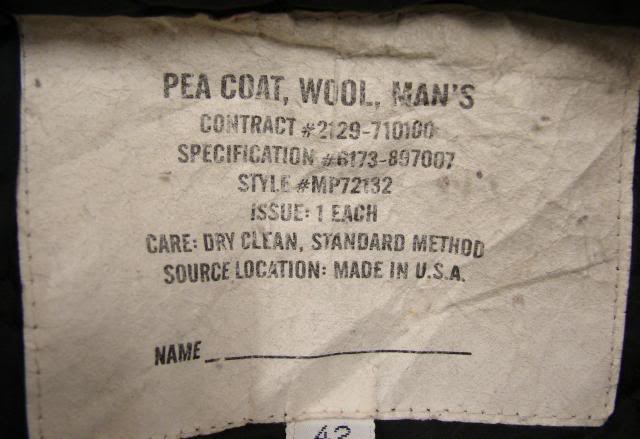 PEA COAT, WOOL, MAN'S
CONTRACT #2129-710100
SPECIFICATION #6173-897007
STYLE #MP72132
ISSUE: 1 EACH
CARE: DRY CLEAN, STANDARD METHOD
SOURCE LOCATION: MADE IN U.S.A.
NAME
42